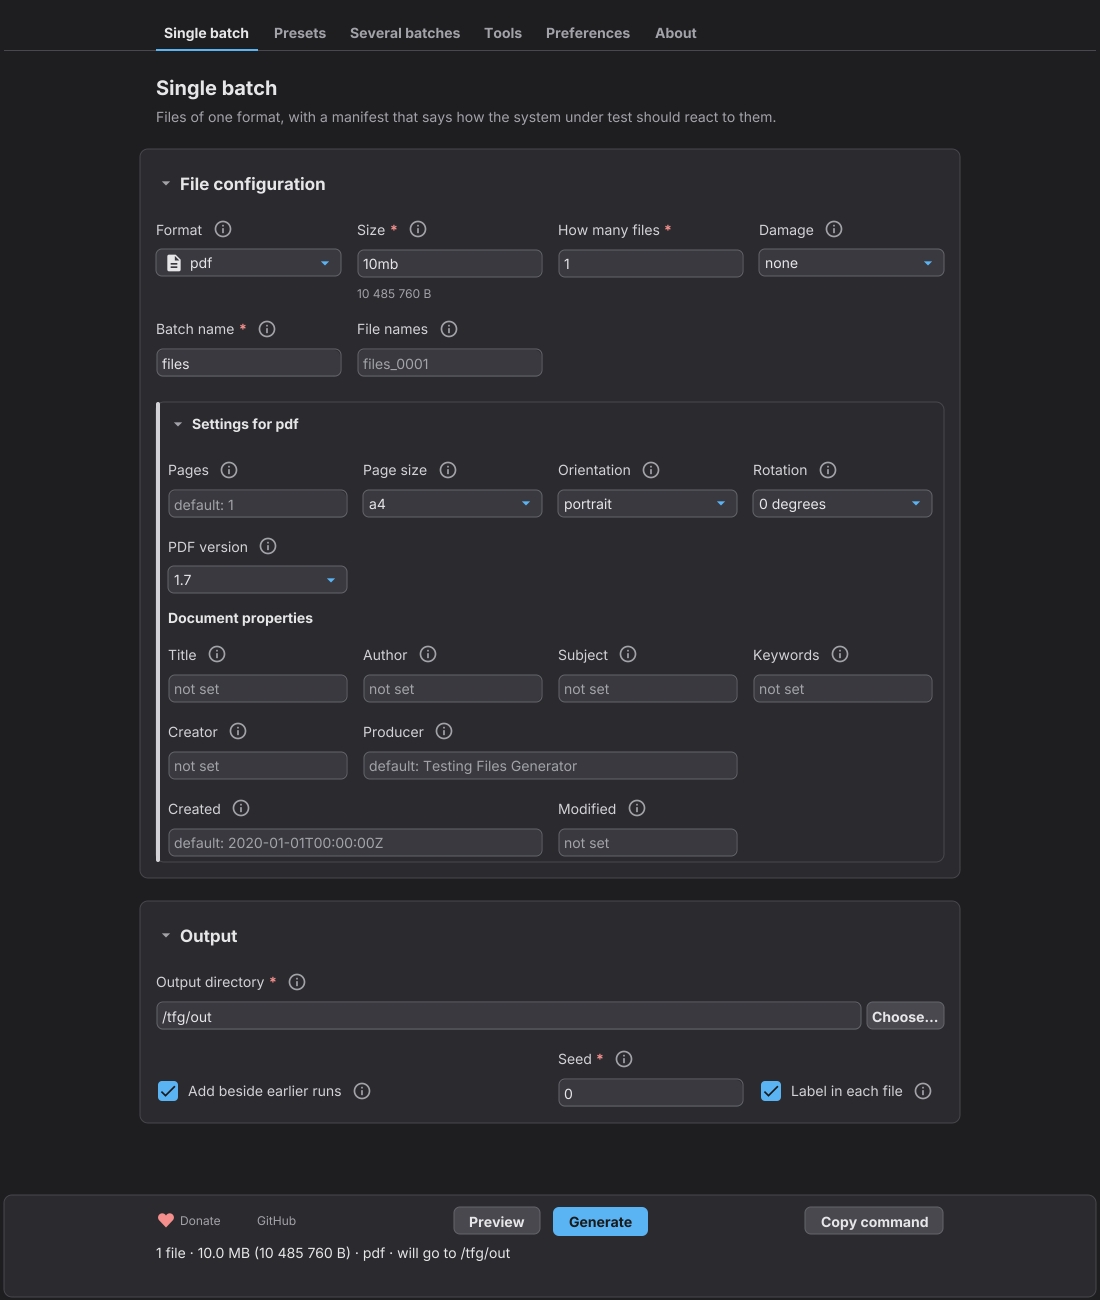 Single batch Presets Several batches Tools Preferences About
Single batch
Files of one format, with a manifest that says how the system under test should react to them.
File configuration
Format Size * How many files * Damage
pdf 10mb 1 none
10 485 760 B
Batch name * File names
files files_0001
Settings for pdf
Pages Page size Orientation Rotation
default: 1 a4 portrait 0 degrees
PDF version
1.7
Document properties
Title Author Subject Keywords
not set not set not set not set
Creator Producer
not set default: Testing Files Generator
Created Modified
default: 2020-01-01T00:00:00Z not set
Output
Output directory *
/tfg/out Choose...
Seed *
Add beside earlier runs 0 Label in each file
Donate GitHub Preview Generate Copy command
1 file · 10.0 MB (10 485 760 B) · pdf · will go to /tfg/out